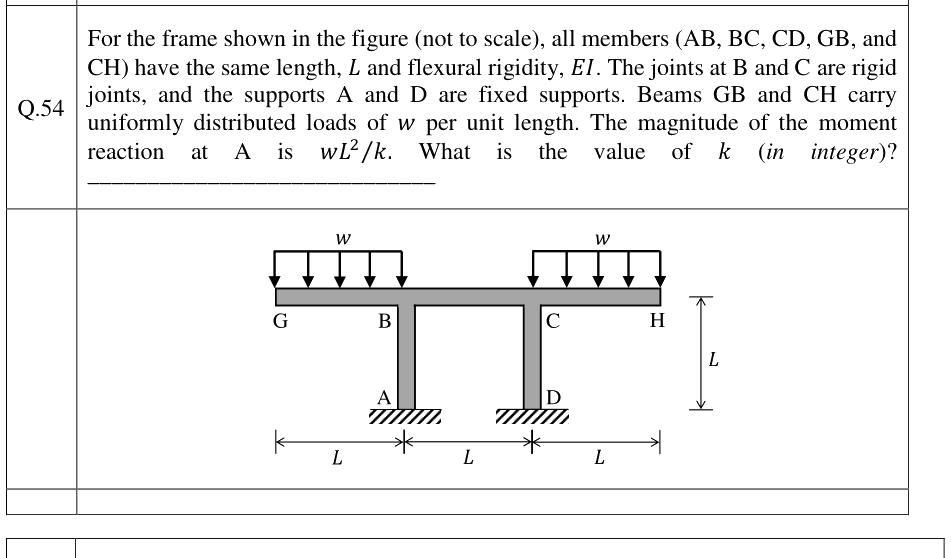 For the frame shown in the figure (not to scale), all members (AB, BC, CD, GB, and
CH) have the same length, L and flexural rigidity, EI. The joints at B and C are rigid
Q.54 joints, and the supports A and D are fixed supports. Beams GB and CH carry
uniformly distributed loads of w per unit length. The magnitude of the moment
reaction at A is wL²/k. What is the value of k (in integer)?
______________________________
w w
G B C H
L
A D
L L L